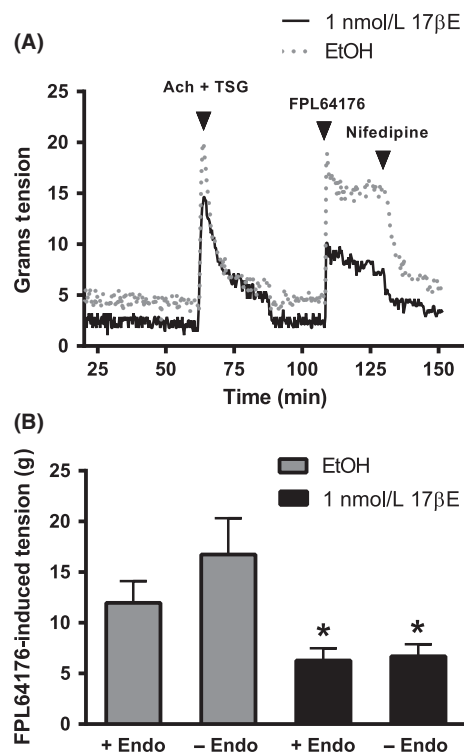 (A)
1 nmol/L 17βE
EtOH
Ach + TSG
FPL64176
Nifedipine
Grams tension
25
20
15
10
5
0
25 50 75 100 125 150
Time (min)
(B)
EtOH
1 nmol/L 17βE
FPL64176-induced tension (g)
25
20
15
10
5
0
* *
+ Endo – Endo + Endo – Endo